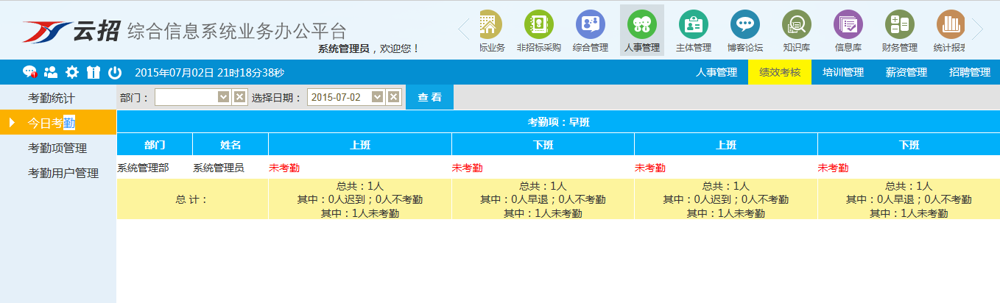 云招 综合信息系统业务办公平台
系统管理员，欢迎您！
标业务 非招标采购 综合管理 人事管理 主体管理 博客论坛 知识库 信息库 财务管理 统计报表
2015年07月02日 21时18分38秒
人事管理 绩效考核 培训管理 薪资管理 招聘管理
考勤统计
今日考勤
考勤项管理
考勤用户管理
部门： 选择日期： 2015-07-02 查 看
考勤项：早班
部门 姓名 上班 下班 上班 下班
系统管理部 系统管理员 未考勤 未考勤 未考勤 未考勤
总 计： 总共：1人 总共：1人 总共：1人 总共：1人
其中：0人迟到；0人不考勤 其中：0人早退；0人不考勤 其中：0人迟到；0人不考勤 其中：0人早退；0人不考勤
其中：1人未考勤 其中：1人未考勤 其中：1人未考勤 其中：1人未考勤